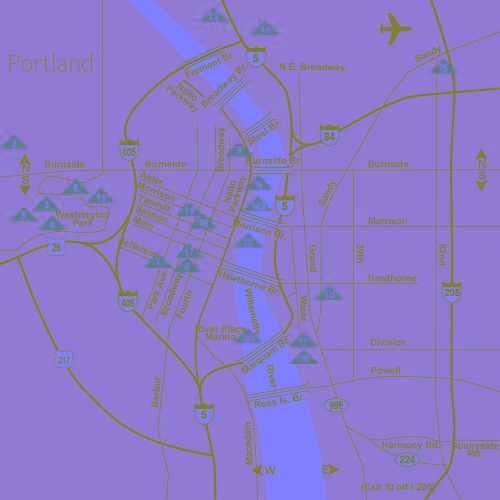 Portland
Fremont Br.
Broadway Br.
N.E. Broadway
Sandy
Naito
Parkway
5
84
405
Steel Br.
Broadway
Burnside
Burnside
Burnside Br.
Burnside
N
S
N
S
Alder
Morrison
Yamhill
Salmon
Main
Jefferson
Naito
Parkway
Sandy
5
Washington
Park
26
Morrison Br.
Morrison
Grand
39th
82nd
Hawthorne Br.
Hawthorne
205
405
Park Ave.
Broadway
Fourth
Willamette
River
Water
River Place
Marina
Marquam Br.
Division
Powell
217
Barbur
Ross Is. Br.
5
99E
Macadam
Harmony Rd.
Sunnyside
Rd.
224
W
E
(Exit 10 off I-205)